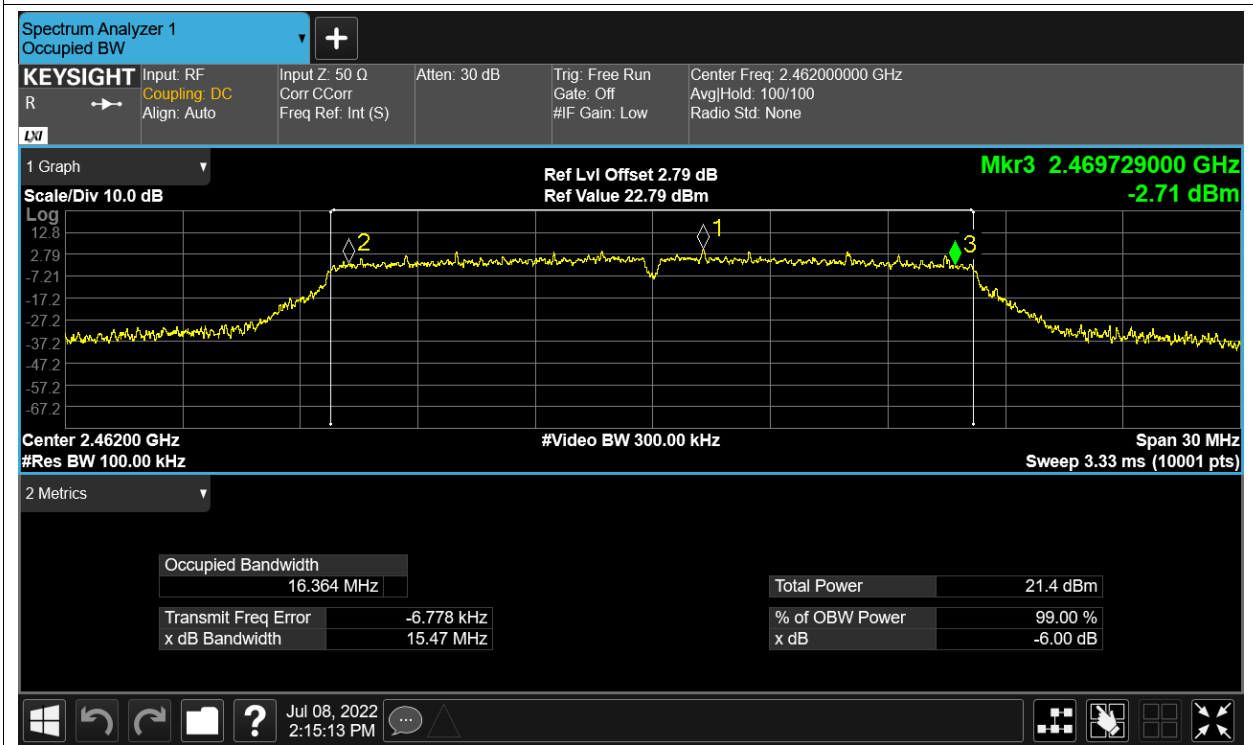 Spectrum Analyzer 1
Occupied BW
KEYSIGHT
R
LXI
Input: RF
Coupling: DC
Align: Auto
Input Z: 50 Ω
Corr CCorr
Freq Ref: Int (S)
Atten: 30 dB
Trig: Free Run
Gate: Off
#IF Gain: Low
Center Freq: 2.462000000 GHz
Avg|Hold: 100/100
Radio Std: None
1 Graph
Scale/Div 10.0 dB
Ref Lvl Offset 2.79 dB
Ref Value 22.79 dBm
Mkr3 2.469729000 GHz
-2.71 dBm
Log
12.8
2.79
-7.21
-17.2
-27.2
-37.2
-47.2
-57.2
-67.2
2
1
3
Center 2.46200 GHz
#Video BW 300.00 kHz
Span 30 MHz
#Res BW 100.00 kHz
Sweep 3.33 ms (10001 pts)
2 Metrics
Occupied Bandwidth
16.364 MHz
Total Power 21.4 dBm
Transmit Freq Error -6.778 kHz
% of OBW Power 99.00 %
x dB Bandwidth 15.47 MHz
x dB -6.00 dB
?
Jul 08, 2022
2:15:13 PM